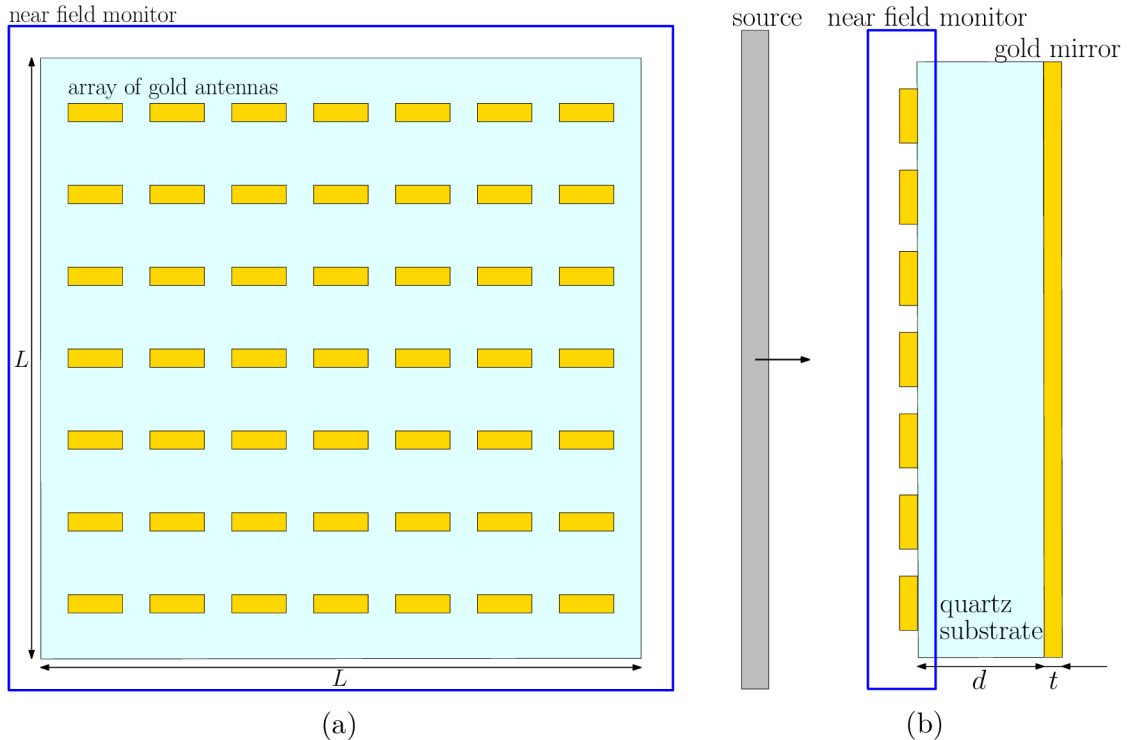 near field monitor
array of gold antennas
L
L
(a)
source
near field monitor
gold mirror
quartz
substrate
d
t
(b)